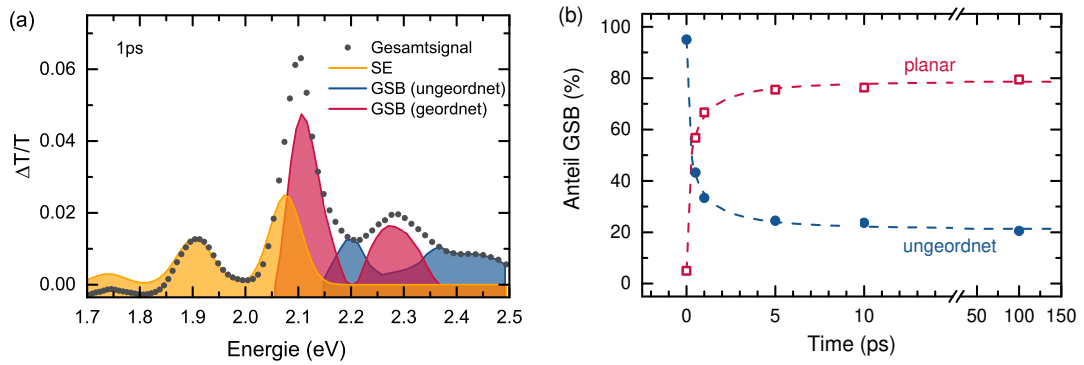 (a)
1ps
Gesamtsignal
SE
GSB (ungeordnet)
GSB (geordnet)
ΔT/T
0.06
0.04
0.02
0.00
1.7 1.8 1.9 2.0 2.1 2.2 2.3 2.4 2.5
Energie (eV)
(b)
planar
ungeordnet
Anteil GSB (%)
100
80
60
40
20
0
0 5 10 50 100 150
Time (ps)